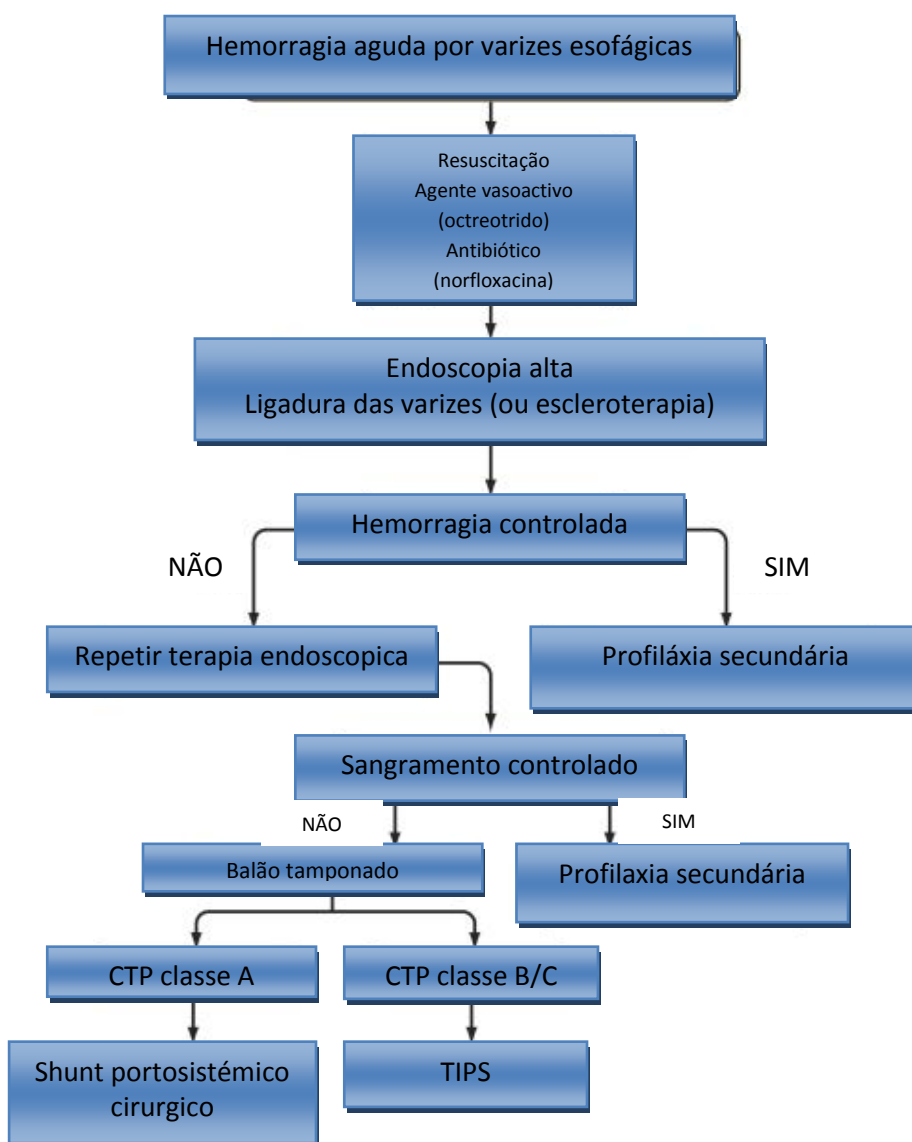 Hemorragia aguda por varizes esofágicas
Resuscitação
Agente vasoactivo
(octreotrido)
Antibiótico
(norfloxacina)
Endoscopia alta
Ligadura das varizes (ou escleroterapia)
Hemorragia controlada
NÃO
SIM
Repetir terapia endoscopica
Profiláxia secundária
Sangramento controlado
NÃO
SIM
Balão tamponado
Profilaxia secundária
CTP classe A
CTP classe B/C
Shunt portosistémico
cirurgico
TIPS